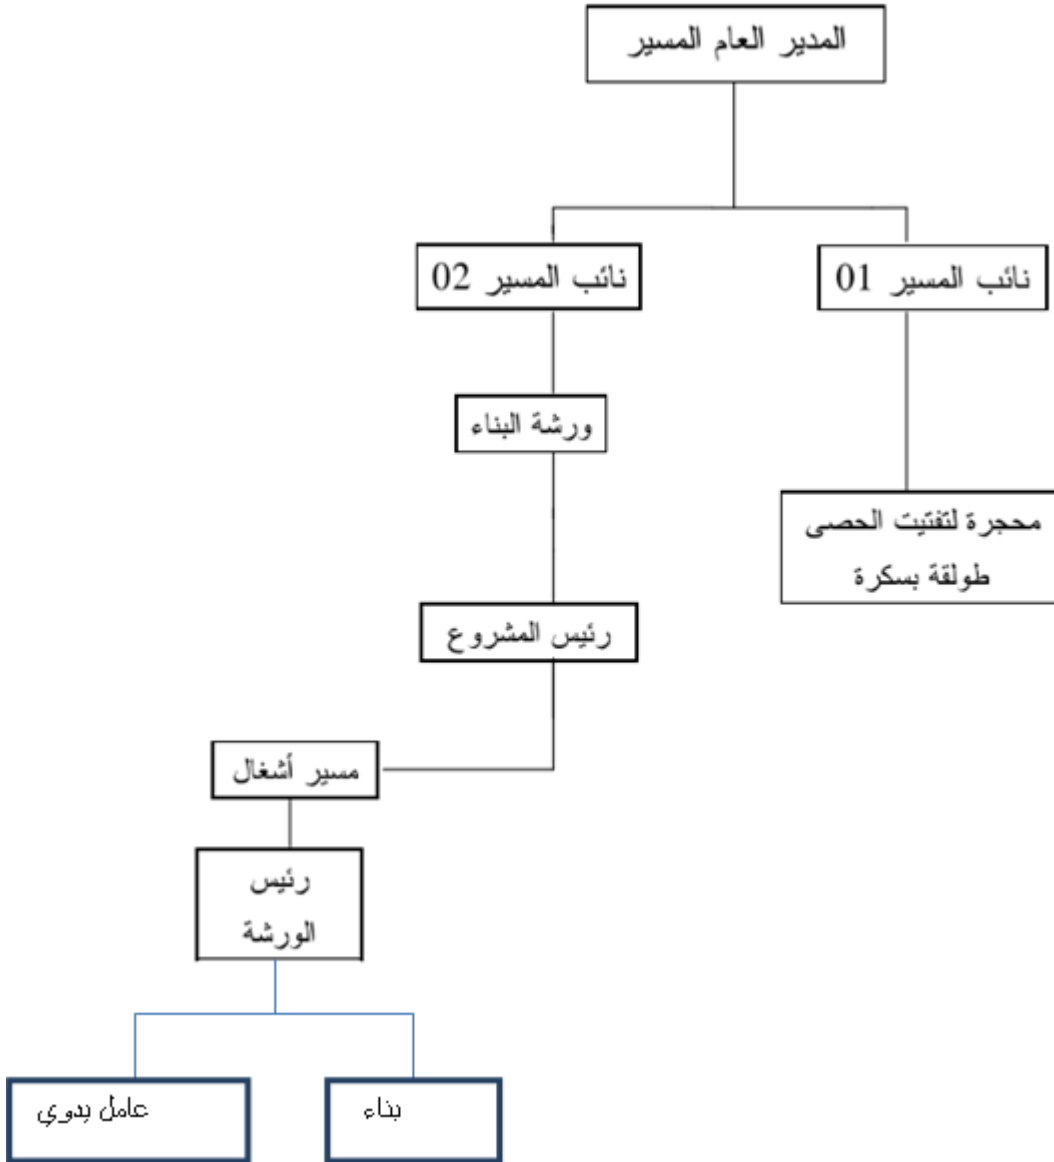 المدير العام المسير
نائب المسير 01
نائب المسير 02
ورشة البناء
محجرة لتفتيت الحصى
طولقة بسكرة
رئيس المشروع
مسير أشغال
رئيس
الورشة
بناء
عامل يدوي